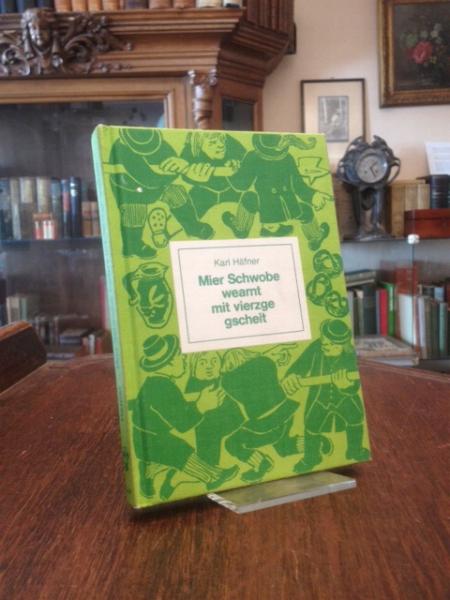 Karl Häfner
Mier Schwobe
wearnt
mit vierzge
gscheit